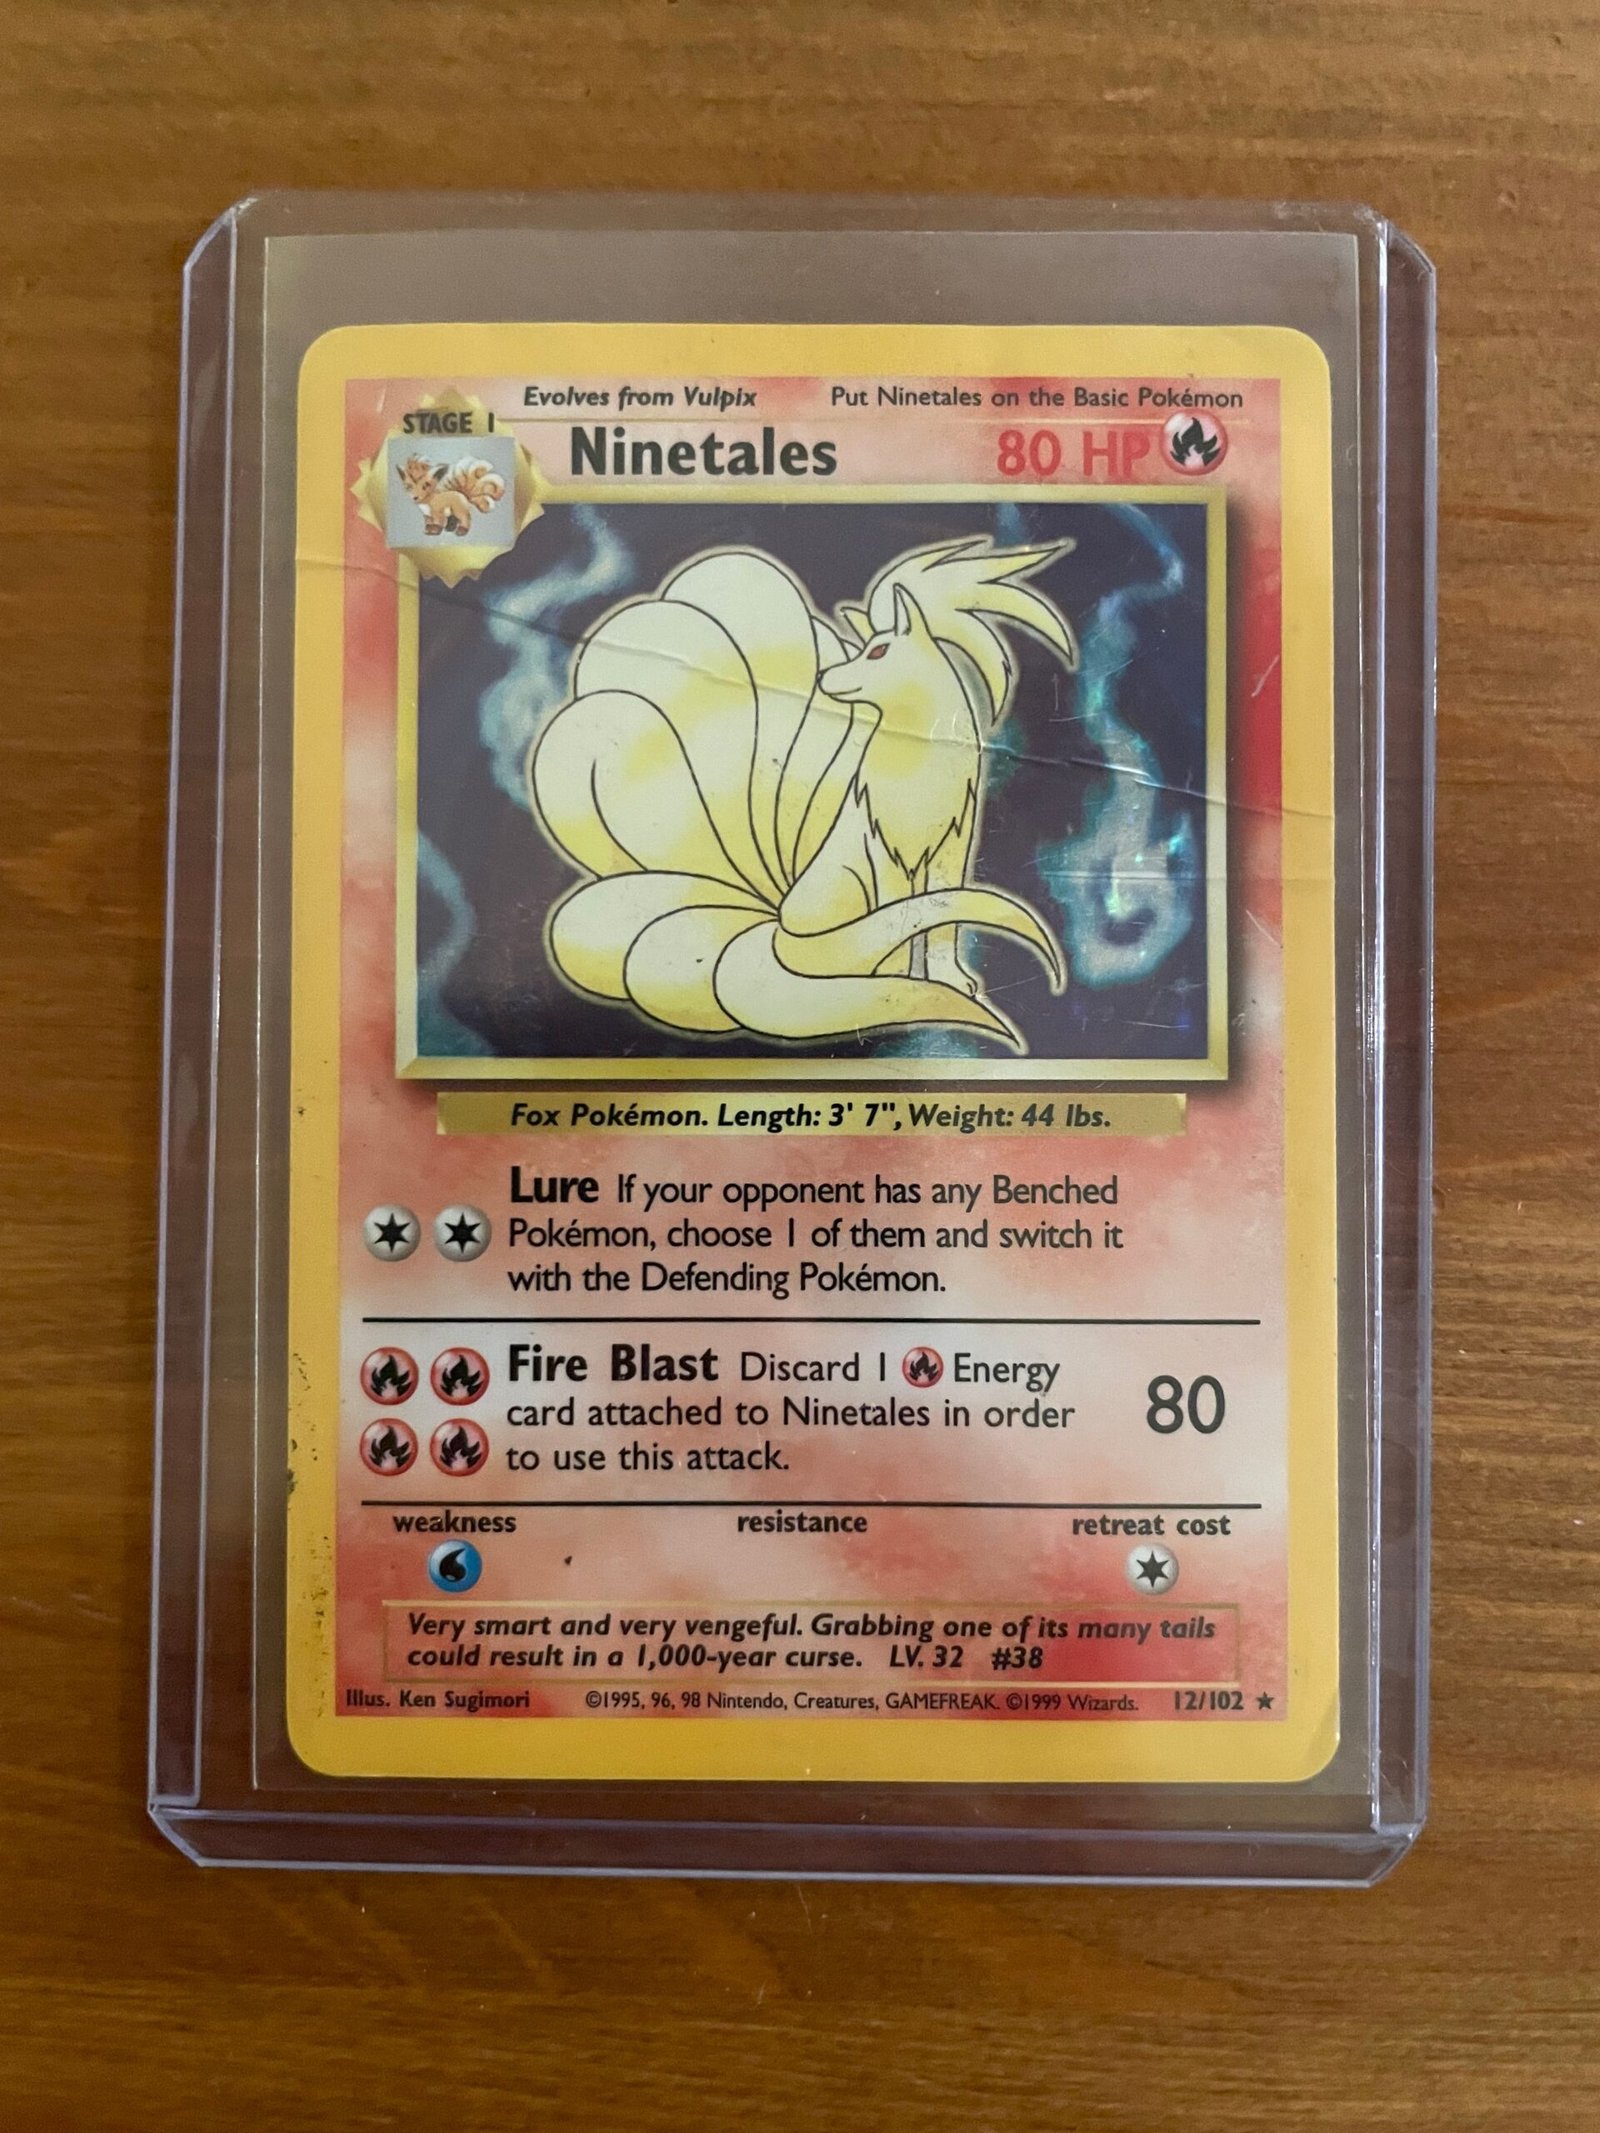 Evolves from Vulpix Put Ninetales on the Basic Pokémon
STAGE 1
Ninetales 80 HP
Fox Pokémon. Length: 3' 7", Weight: 44 lbs.
Lure If your opponent has any Benched
Pokémon, choose 1 of them and switch it
with the Defending Pokémon.
Fire Blast Discard 1 Energy
card attached to Ninetales in order
to use this attack.
80
weakness resistance retreat cost
Very smart and very vengeful. Grabbing one of its many tails
could result in a 1,000-year curse. LV. 32 #38
Illus. Ken Sugimori ©1995, 96, 98 Nintendo, Creatures, GAMEFREAK. ©1999 Wizards. 12/102 ★